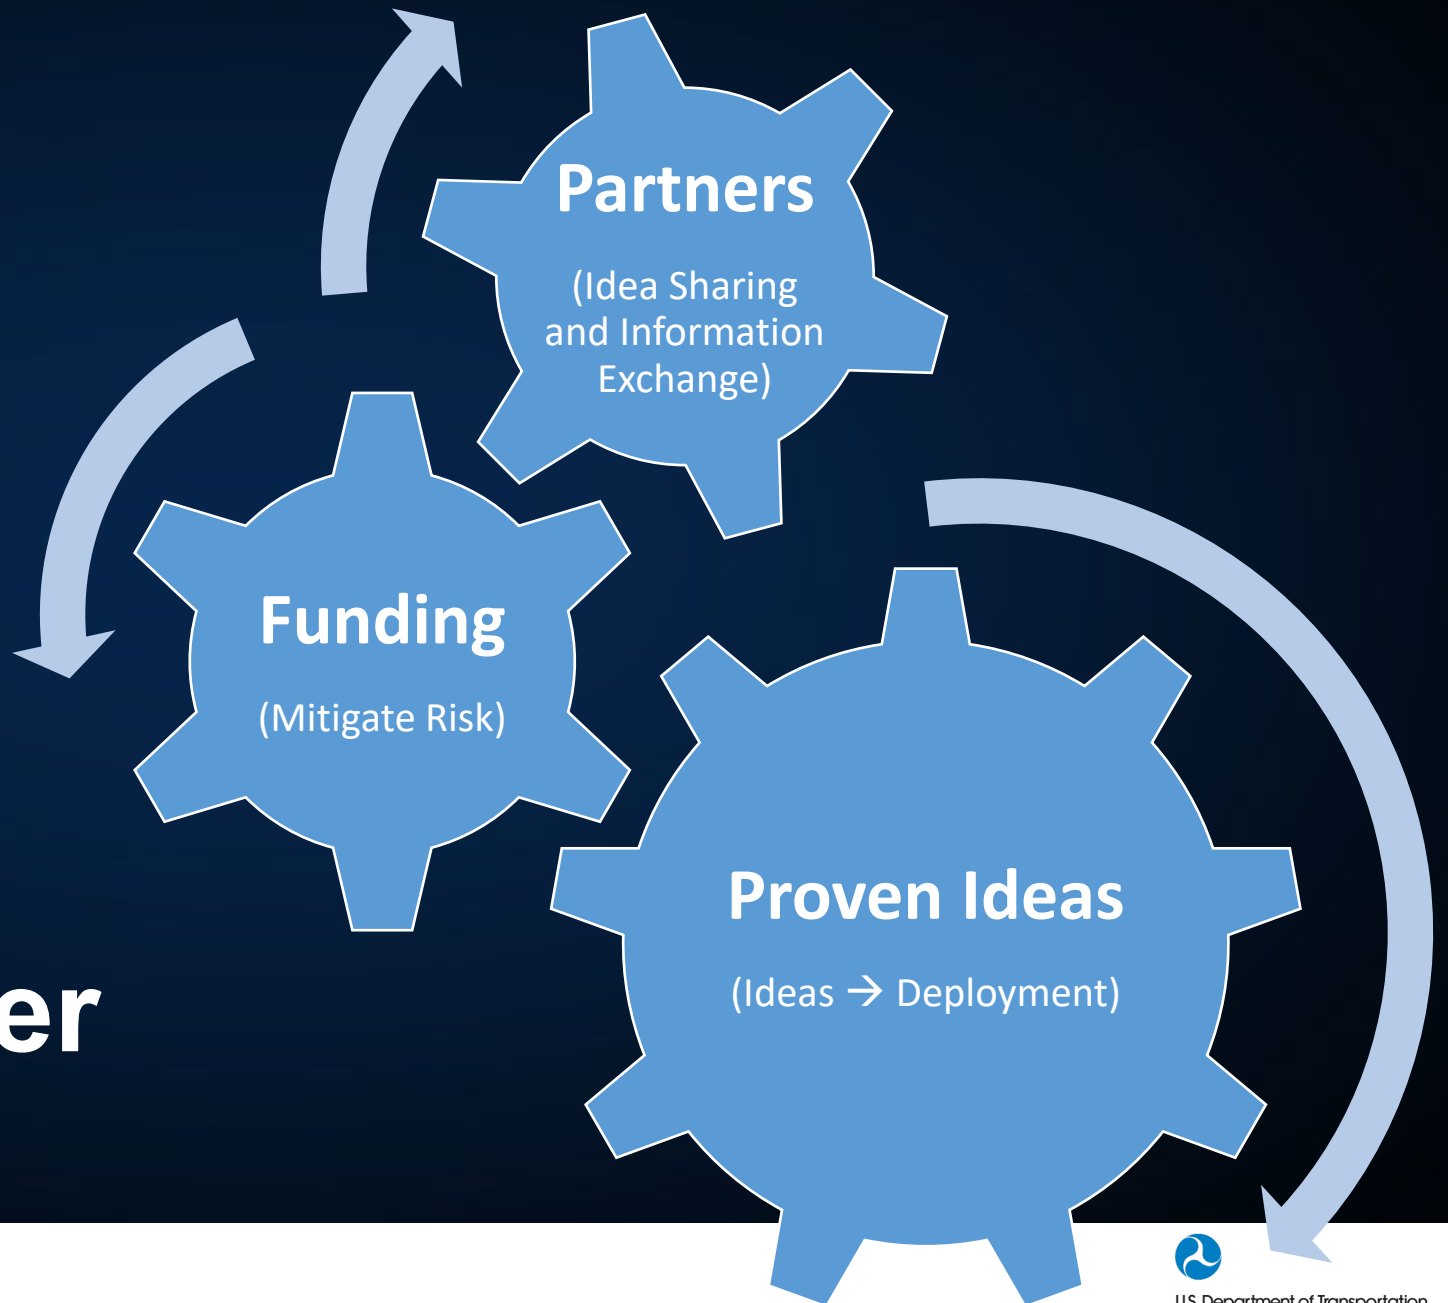 Partners
(Idea Sharing
and Information
Exchange)
Funding
(Mitigate Risk)
Proven Ideas
(Ideas → Deployment)
er
U.S. Department of Transportation